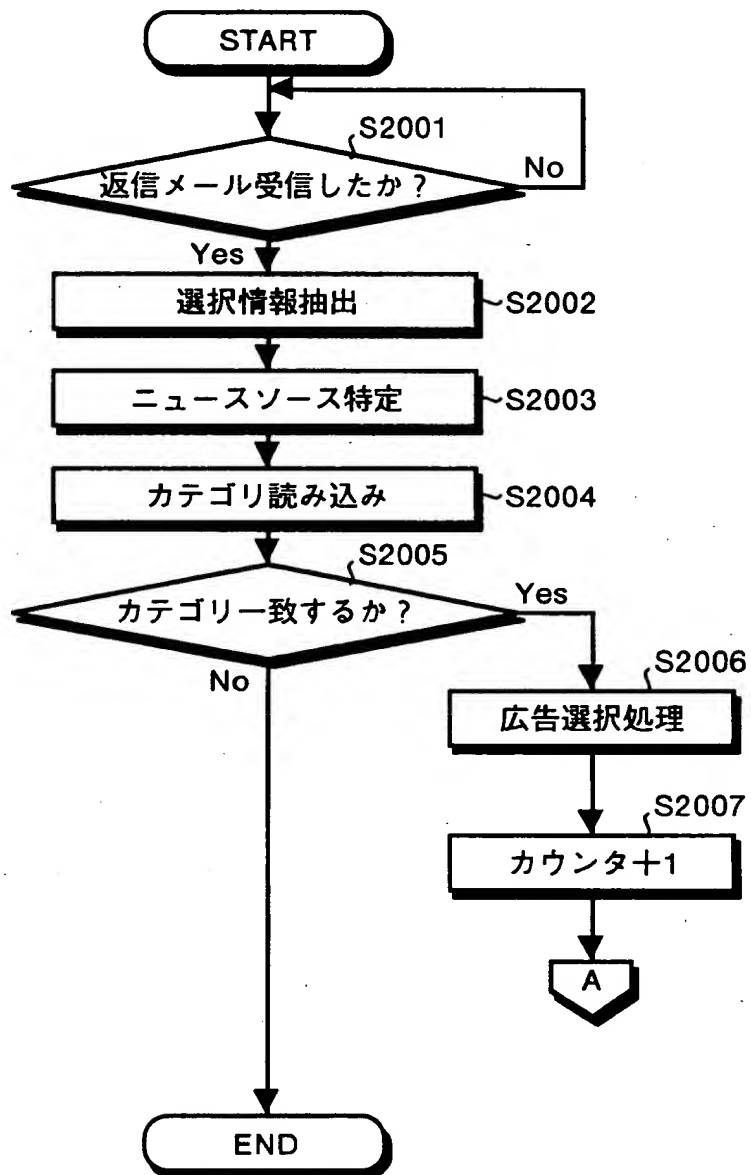 START
S2001
返信メール受信したか？
No
Yes
選択情報抽出
S2002
ニュースソース特定
S2003
カテゴリ読み込み
S2004
S2005
カテゴリ一致するか？
Yes
No
S2006
広告選択処理
S2007
カウンタ+1
A
END